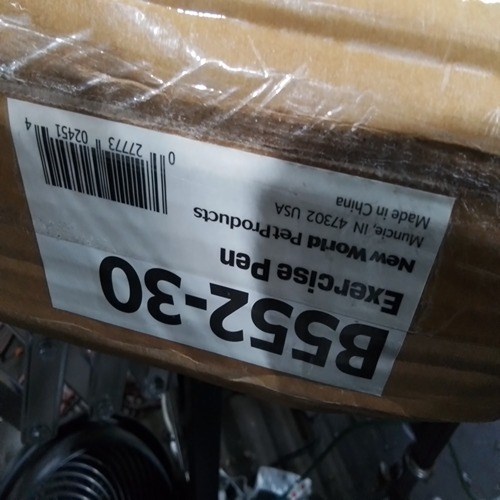 B552-30
Exercise Pen
New World Pet Products
Muncie, IN 47302 USA
Made in China
0 27773 02451 4